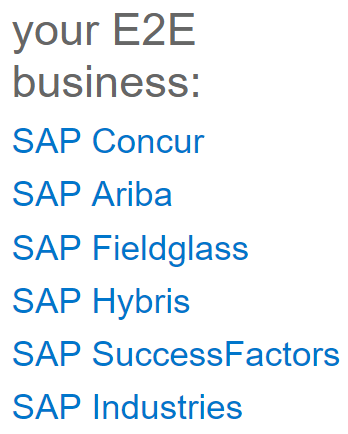 your E2E
business:
SAP Concur
SAP Ariba
SAP Fieldglass
SAP Hybris
SAP SuccessFactors
SAP Industries